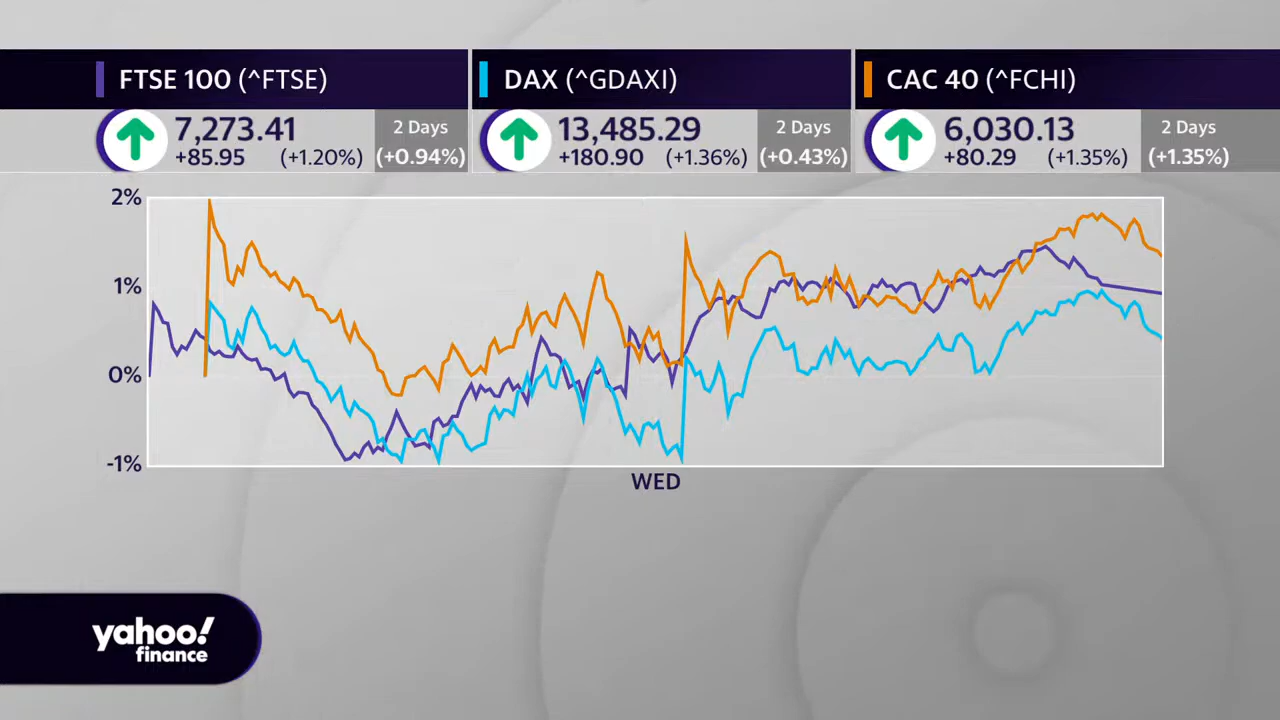 FTSE 100 (^FTSE)
DAX (^GDAXI)
CAC 40 (^FCHI)
7,273.41
+85.95 (+1.20%)
2 Days
(+0.94%)
13,485.29
+180.90 (+1.36%)
2 Days
(+0.43%)
6,030.13
+80.29 (+1.35%)
2 Days
(+1.35%)
2%
1%
0%
-1%
WED
yahoo!
finance